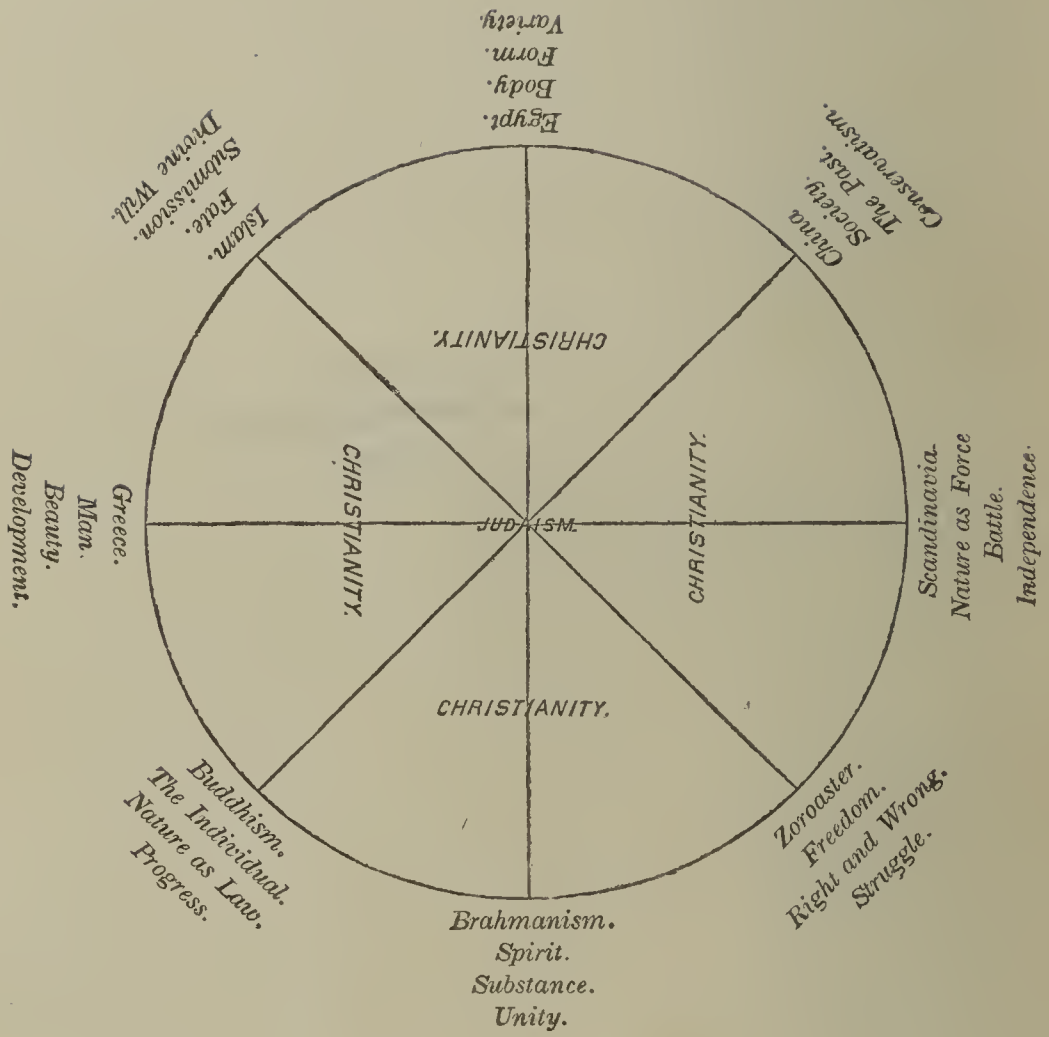 Egypt.
Body.
Form.
Variety.
China
Society.
The Past.
Conservatism.
Scandinavia-
Nature as Force
Battle.
Independence.
Zoroaster.
Freedom.
Right and Wrong.
Struggle.
Brahmanism.
Spirit.
Substance.
Unity.
Buddhism.
The Individual.
Nature as Law.
Progress.
Greece.
Man.
Beauty.
Development.
Islam.
Fate.
Submission.
Divine Will.
CHRISTIANITY.
CHRISTIANITY.
CHRISTIANITY.
CHRISTIANITY.
JUDAISM.